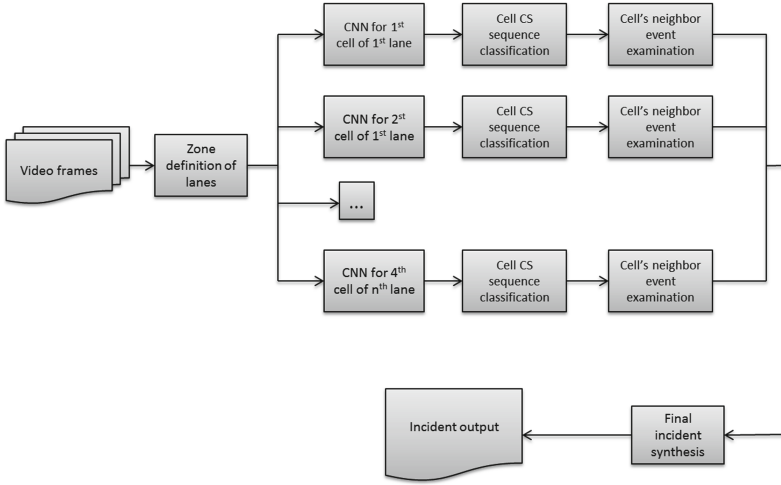 CNN for 1st
cell of 1st lane
Cell CS
sequence
classification
Cell's neighbor
event
examination
CNN for 2st
cell of 1st lane
Cell CS
sequence
classification
Cell's neighbor
event
examination
Video frames
Zone
definition of
lanes
...
CNN for 4th
cell of nth lane
Cell CS
sequence
classification
Cell's neighbor
event
examination
Incident output
Final
incident
synthesis